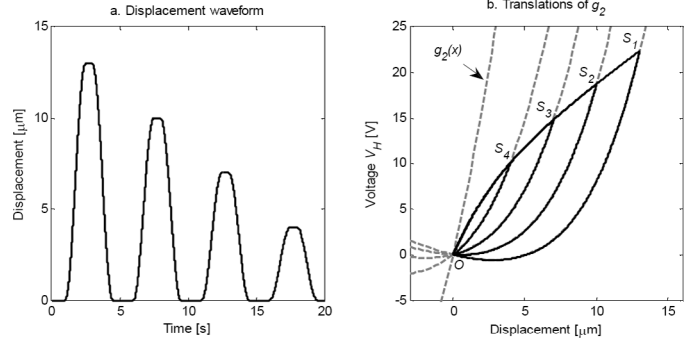 a. Displacement waveform
15
10
5
0
Displacement [μm]
0 5 10 15 20
Time [s]
b. Translations of g2
25
20
15
10
5
0
-5
Voltage VH [V]
g2(x)
S1
S2
S3
S4
O
0 5 10
Displacement [μm]